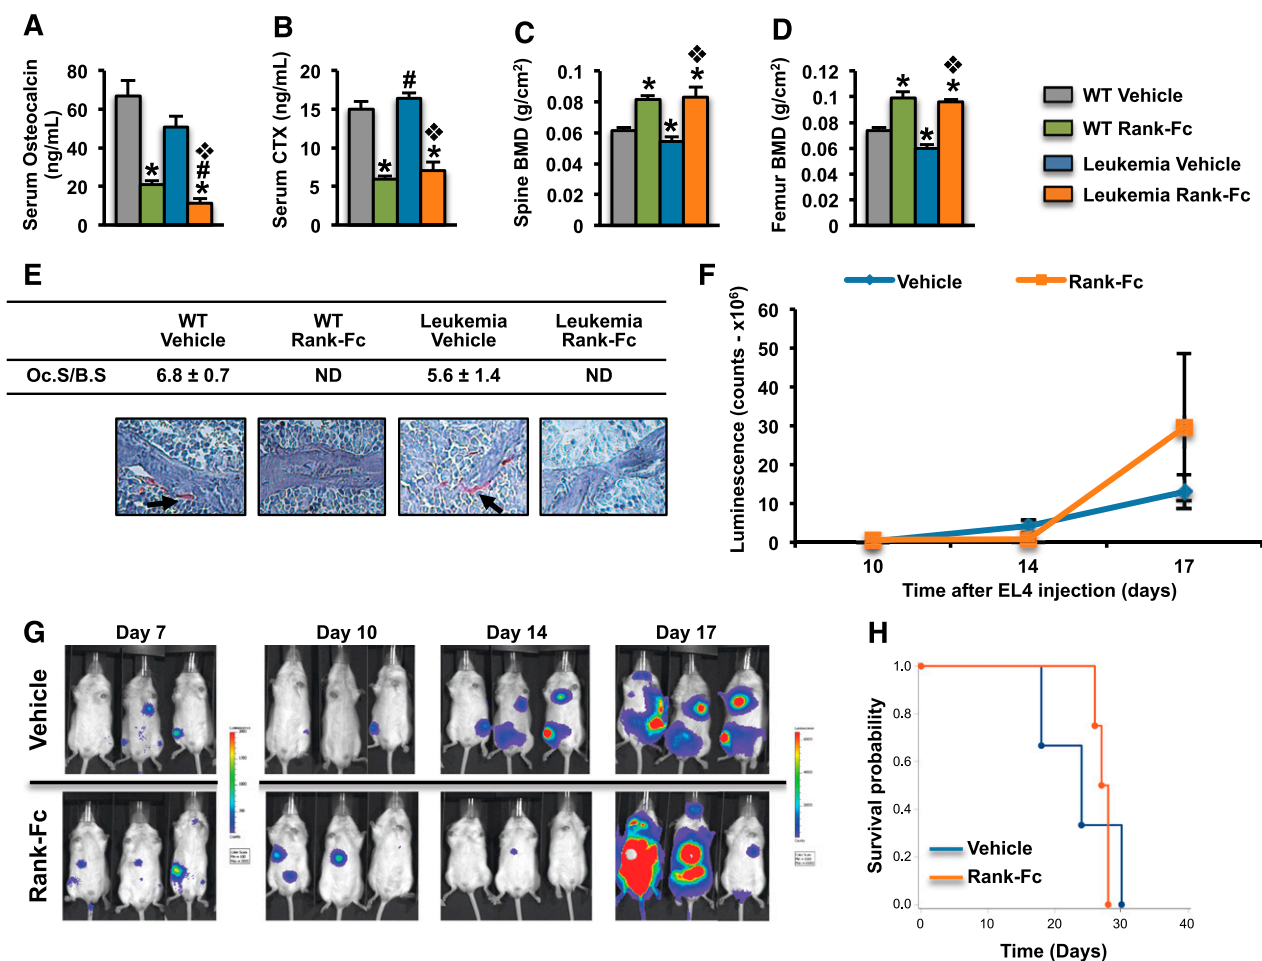 A
B
C
D
Serum Osteocalcin
(ng/mL)
80
60
40
20
0
*
❖
#
*
Serum CTX (ng/mL)
20
15
10
5
0
*
#
❖
*
Spine BMD (g/cm²)
0.1
0.08
0.06
0.04
0.02
0
*
*
❖
*
Femur BMD (g/cm²)
0.12
0.1
0.08
0.06
0.04
0.02
0
*
*
❖
*
WT Vehicle
WT Rank-Fc
Leukemia Vehicle
Leukemia Rank-Fc
E
WT Vehicle
WT Rank-Fc
Leukemia Vehicle
Leukemia Rank-Fc
Oc.S/B.S 6.8 ± 0.7 ND 5.6 ± 1.4 ND
F
Vehicle Rank-Fc
Luminescence (counts - x10⁶)
60
50
40
30
20
10
0
10 14 17
Time after EL4 injection (days)
G
Day 7 Day 10 Day 14 Day 17
Vehicle
Rank-Fc
H
Survival probability
1.0
0.8
0.6
0.4
0.2
0.0
Vehicle
Rank-Fc
0 10 20 30 40
Time (Days)